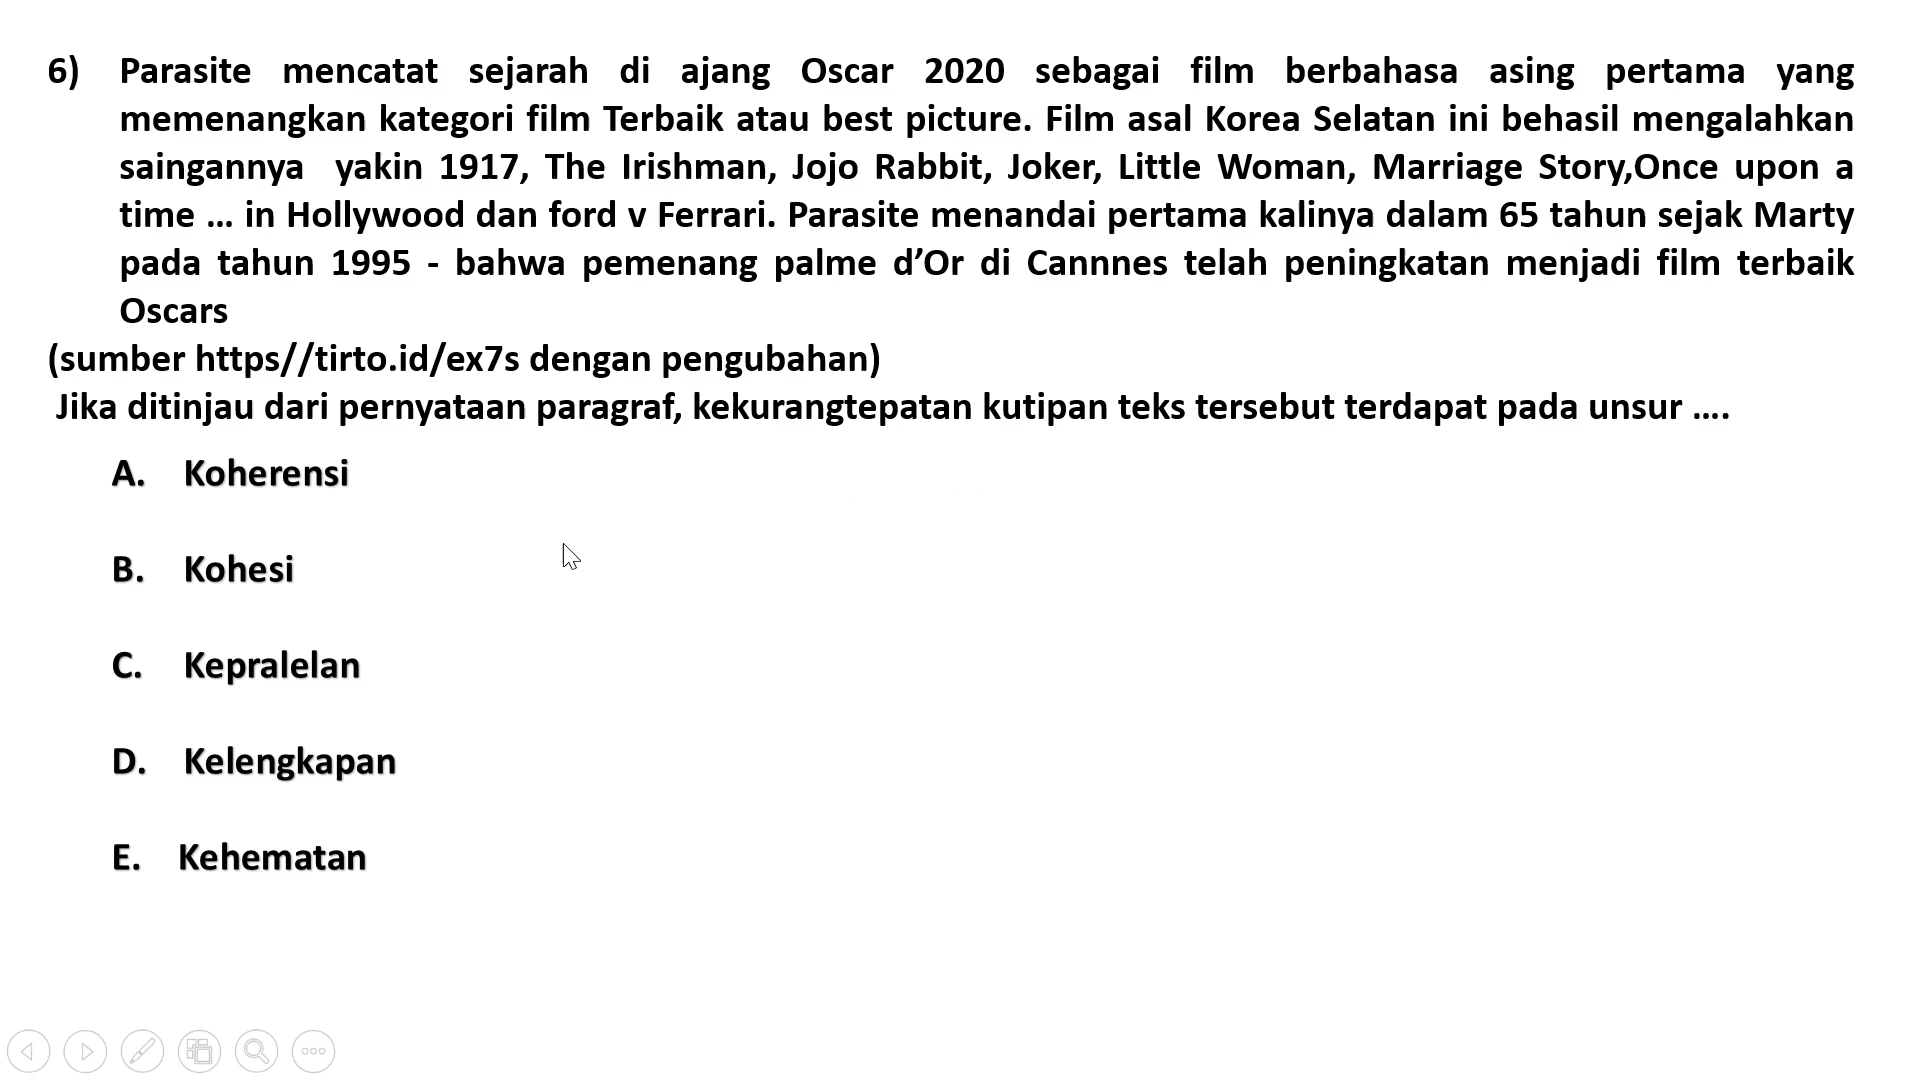 6) Parasite mencatat sejarah di ajang Oscar 2020 sebagai film berbahasa asing pertama yang
memenangkan kategori film Terbaik atau best picture. Film asal Korea Selatan ini behasil mengalahkan
saingannya yakin 1917, The Irishman, Jojo Rabbit, Joker, Little Woman, Marriage Story,Once upon a
time ... in Hollywood dan ford v Ferrari. Parasite menandai pertama kalinya dalam 65 tahun sejak Marty
pada tahun 1995 - bahwa pemenang palme d’Or di Cannnes telah peningkatan menjadi film terbaik
Oscars
(sumber https//tirto.id/ex7s dengan pengubahan)
Jika ditinjau dari pernyataan paragraf, kekurangtepatan kutipan teks tersebut terdapat pada unsur ....
A. Koherensi
B. Kohesi
C. Kepralelan
D. Kelengkapan
E. Kehematan